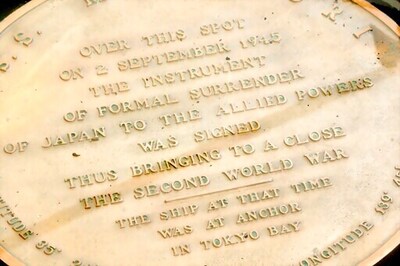 OVER THIS SPOT
ON 2 SEPTEMBER 1945
THE INSTRUMENT
OF FORMAL SURRENDER
OF JAPAN TO THE ALLIED POWERS
WAS SIGNED
THUS BRINGING TO A CLOSE
THE SECOND WORLD WAR
THE SHIP AT THAT TIME
WAS AT ANCHOR
IN TOKYO BAY